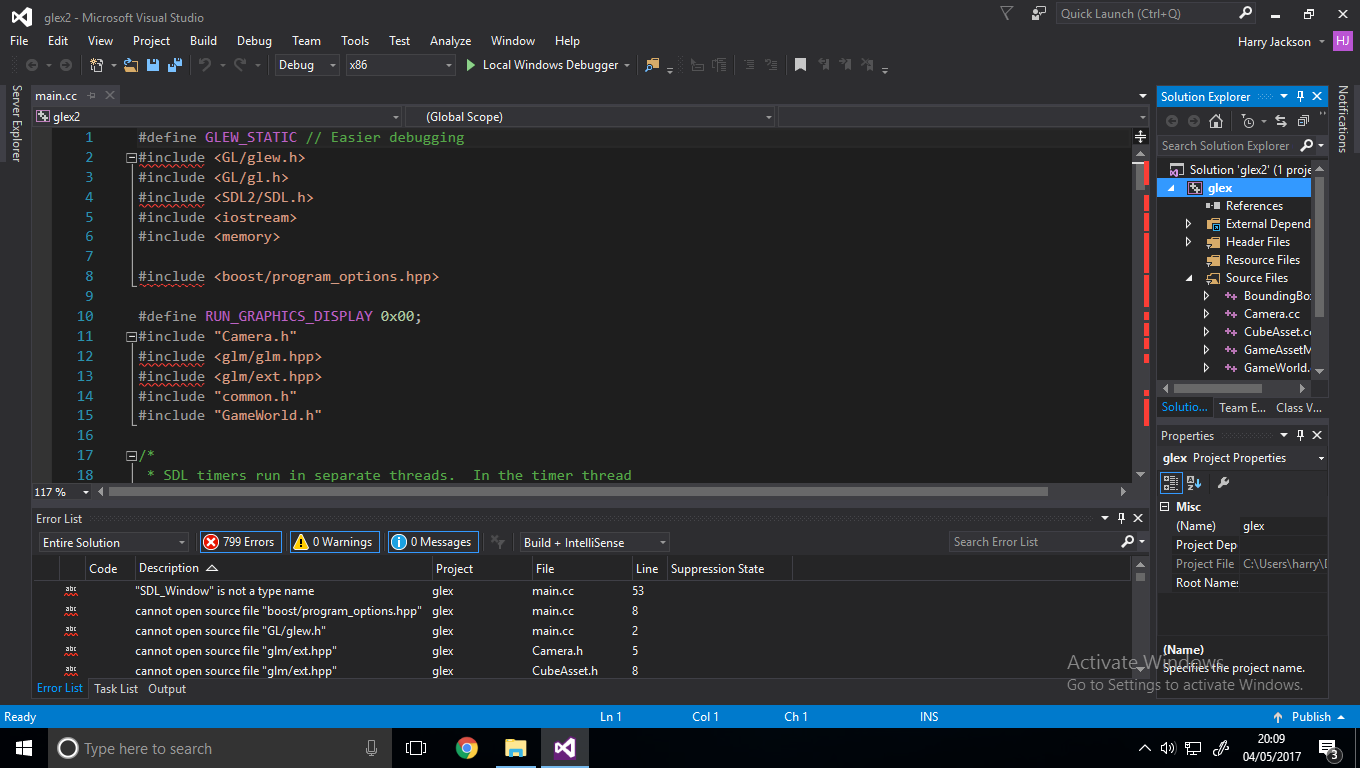 glex2 - Microsoft Visual Studio
Quick Launch (Ctrl+Q)
File Edit View Project Build Debug Team Tools Test Analyze Window Help
Harry Jackson HJ
Debug x86 Local Windows Debugger
Server Explorer
main.cc
glex2 (Global Scope)
1 #define GLEW_STATIC // Easier debugging
2 #include <GL/glew.h>
3 #include <GL/gl.h>
4 #include <SDL2/SDL.h>
5 #include <iostream>
6 #include <memory>
7
8 #include <boost/program_options.hpp>
9
10 #define RUN_GRAPHICS_DISPLAY 0x00;
11 #include "Camera.h"
12 #include <glm/glm.hpp>
13 #include <glm/ext.hpp>
14 #include "common.h"
15 #include "GameWorld.h"
16
17 /*
18 * SDL timers run in separate threads.  In the timer thread
117 %
Solution Explorer
Search Solution Explorer
Solution 'glex2' (1 proje
glex
References
External Depend
Header Files
Resource Files
Source Files
BoundingBo
Camera.cc
CubeAsset.c
GameAssetM
GameWorld.
Solutio... Team E... Class V...
Notifications
Properties
glex Project Properties
Misc
(Name) glex
Project Dep
Project File C:\Users\harry\D
Root Names
(Name)
Specifies the project name.
Error List
Entire Solution 799 Errors 0 Warnings 0 Messages Build + IntelliSense Search Error List
Code Description Project File Line Suppression State
abc "SDL_Window" is not a type name glex main.cc 53
abc cannot open source file "boost/program_options.hpp" glex main.cc 8
abc cannot open source file "GL/glew.h" glex main.cc 2
abc cannot open source file "glm/ext.hpp" glex Camera.h 5
abc cannot open source file "glm/ext.hpp" glex CubeAsset.h 8
Error List Task List Output
Activate Windows
Go to Settings to activate Windows.
Ready Ln 1 Col 1 Ch 1 INS Publish
Type here to search
20:09
04/05/2017
3